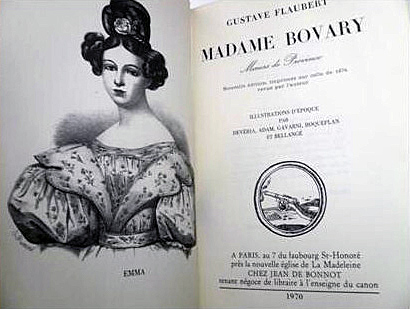 EMMA
GUSTAVE FLAUBERT
MADAME BOVARY
Mœurs de Province
Nouvelle édition, imprimée sur celle de 1874
revue par l'auteur
ILLUSTRATIONS D'ÉPOQUE
PAR
DEVÉRIA, ADAM, GAVARNI, ROQUEPLAN
ET BELLANGÉ
A PARIS, au 7 du faubourg St-Honoré
près la nouvelle église de La Madeleine
CHEZ JEAN DE BONNOT
tenant négoce de libraire à l'enseigne du canon
1970